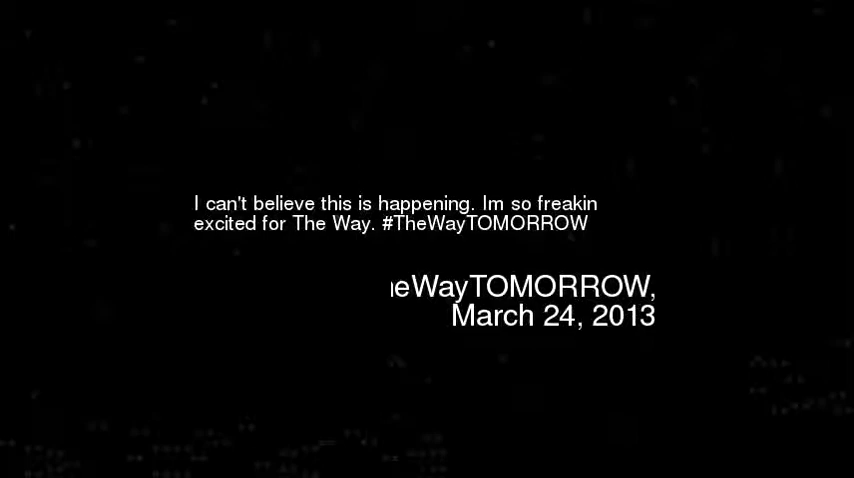 I can't believe this is happening. Im so freakin
excited for The Way. #TheWayTOMORROW
eWayTOMORROW,
March 24, 2013